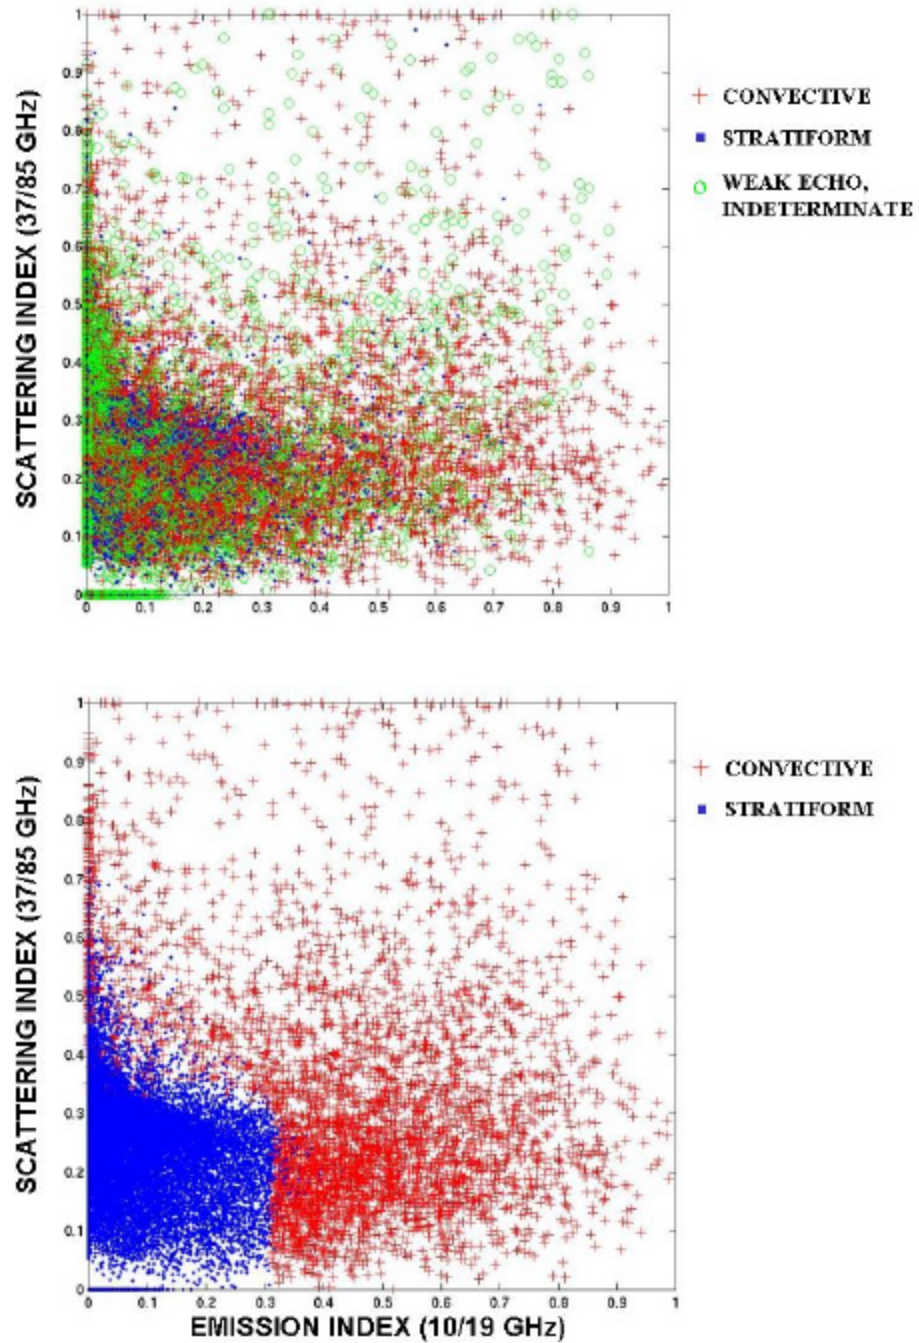 SCATTERING INDEX (37/85 GHz)
1
0.9
0.8
0.7
0.6
0.5
0.4
0.3
0.2
0.1
0
0 0.1 0.2 0.3 0.4 0.5 0.6 0.7 0.8 0.9 1
CONVECTIVE
STRATIFORM
WEAK ECHO,
INDETERMINATE
SCATTERING INDEX (37/85 GHz)
1
0.9
0.8
0.7
0.6
0.5
0.4
0.3
0.2
0.1
0
0 0.1 0.2 0.3 0.4 0.5 0.6 0.7 0.8 0.9 1
EMISSION INDEX (10/19 GHz)
CONVECTIVE
STRATIFORM